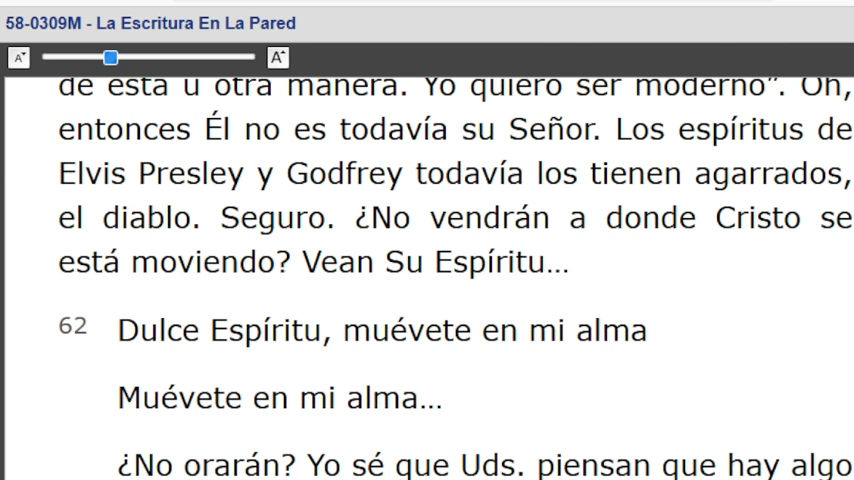 58-0309M - La Escritura En La Pared
A A
de esta u otra manera. Yo quiero ser moderno”. Oh,
entonces Él no es todavía su Señor. Los espíritus de
Elvis Presley y Godfrey todavía los tienen agarrados,
el diablo. Seguro. ¿No vendrán a donde Cristo se
está moviendo? Vean Su Espíritu...
62 Dulce Espíritu, muévete en mi alma
Muévete en mi alma...
¿No orarán? Yo sé que Uds. piensan que hay algo